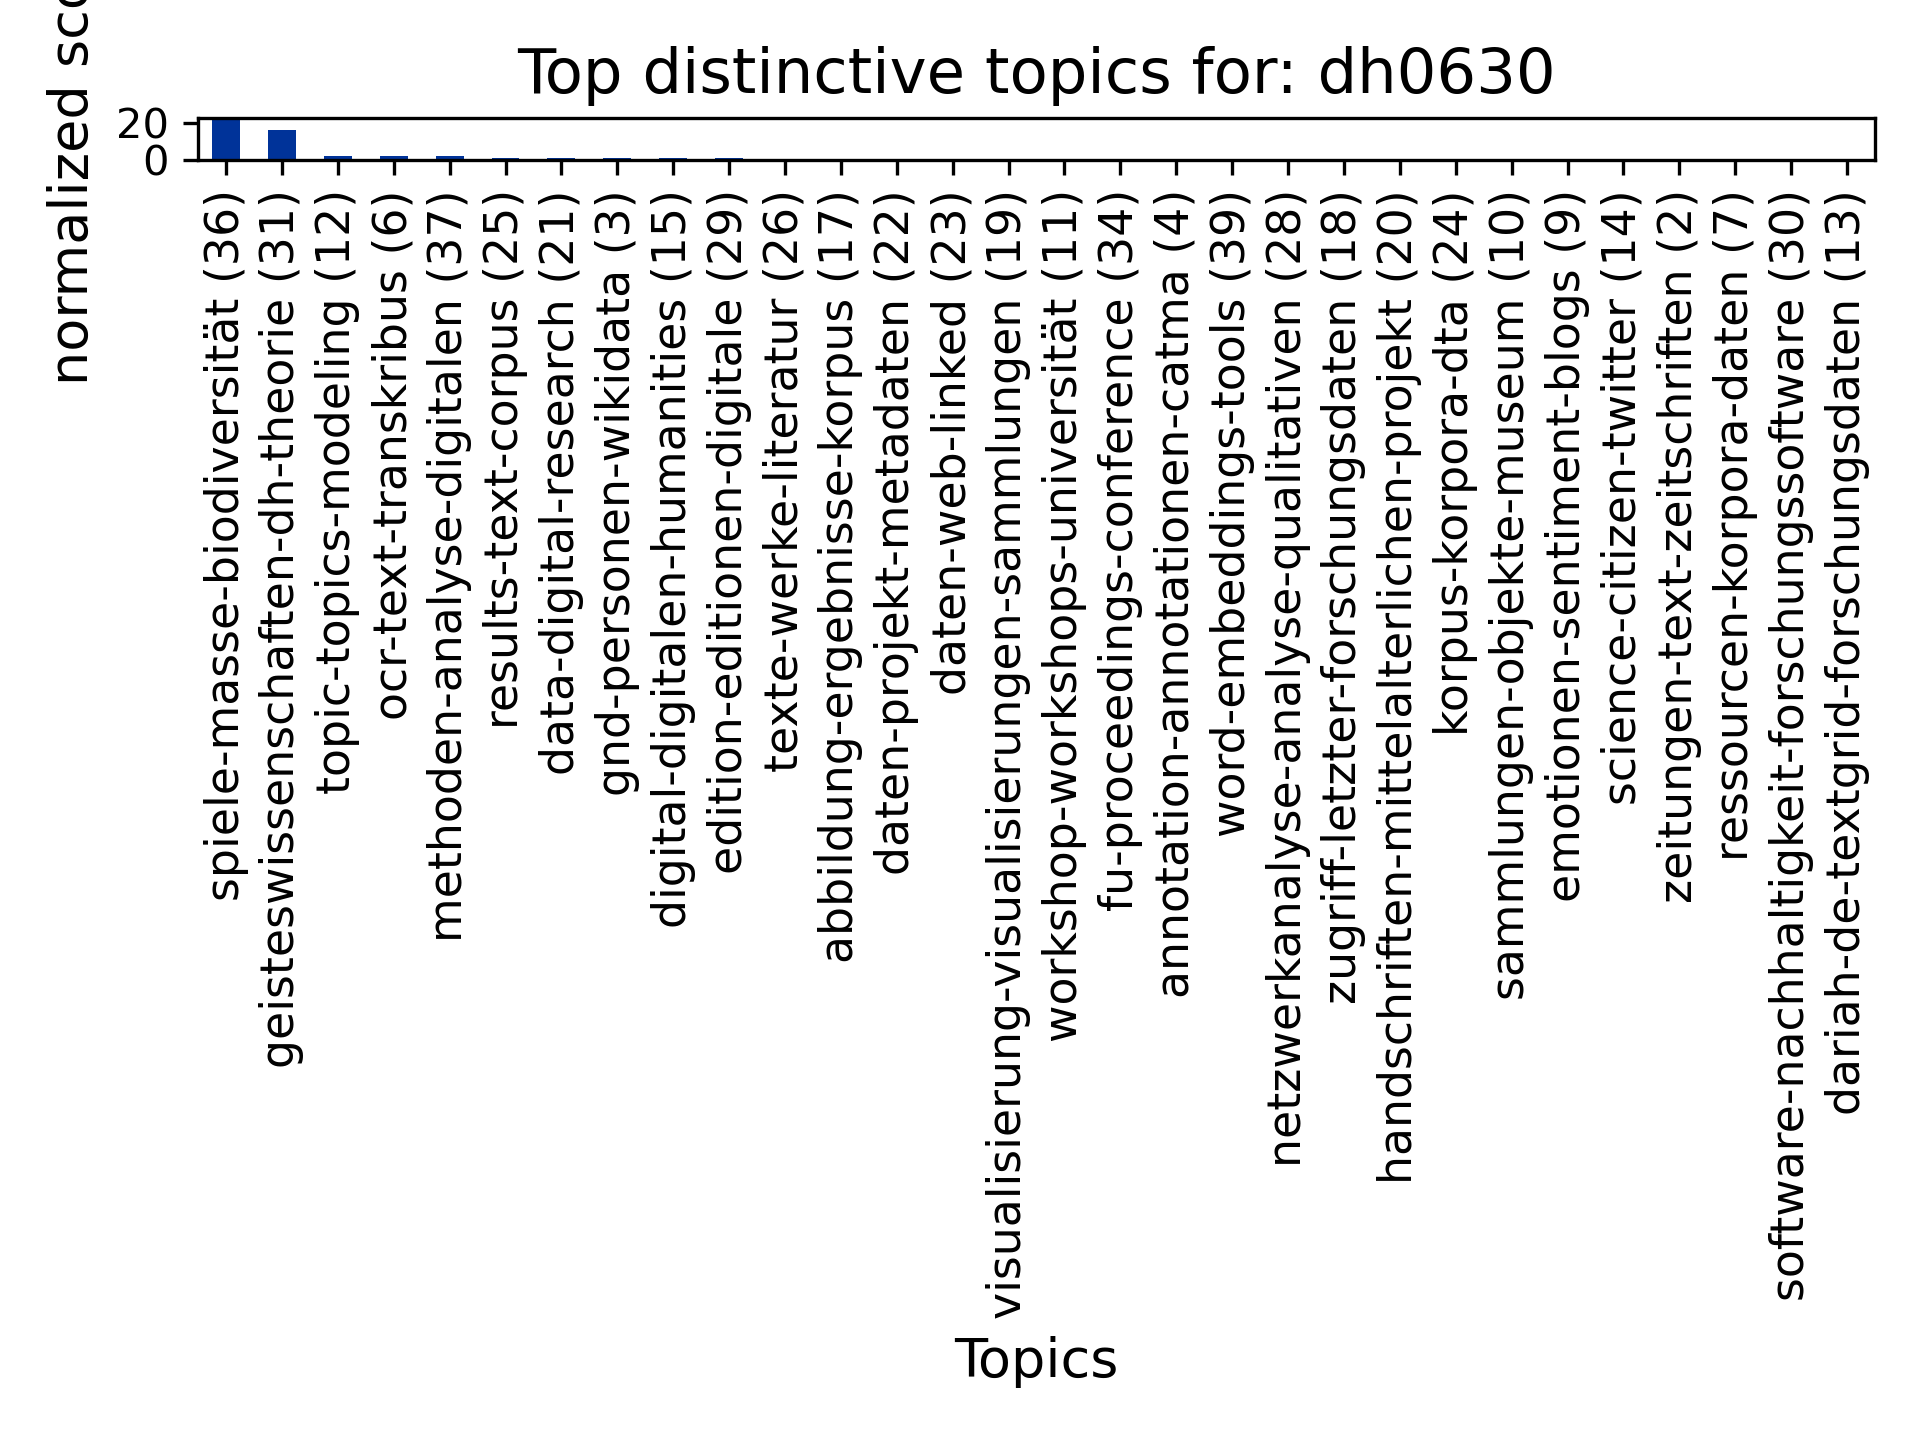 Top distinctive topics for: dh0630
normalized sco
20
0
spiele-masse-biodiversität (36)
geisteswissenschaften-dh-theorie (31)
topic-topics-modeling (12)
ocr-text-transkribus (6)
methoden-analyse-digitalen (37)
results-text-corpus (25)
data-digital-research (21)
gnd-personen-wikidata (3)
digital-digitalen-humanities (15)
edition-editionen-digitale (29)
texte-werke-literatur (26)
abbildung-ergebnisse-korpus (17)
daten-projekt-metadaten (22)
daten-web-linked (23)
visualisierung-visualisierungen-sammlungen (19)
workshop-workshops-universität (11)
fu-proceedings-conference (34)
annotation-annotationen-catma (4)
word-embeddings-tools (39)
netzwerkanalyse-analyse-qualitativen (28)
zugriff-letzter-forschungsdaten (18)
handschriften-mittelalterlichen-projekt (20)
korpus-korpora-dta (24)
sammlungen-objekte-museum (10)
emotionen-sentiment-blogs (9)
science-citizen-twitter (14)
zeitungen-text-zeitschriften (2)
ressourcen-korpora-daten (7)
software-nachhaltigkeit-forschungssoftware (30)
dariah-de-textgrid-forschungsdaten (13)
Topics